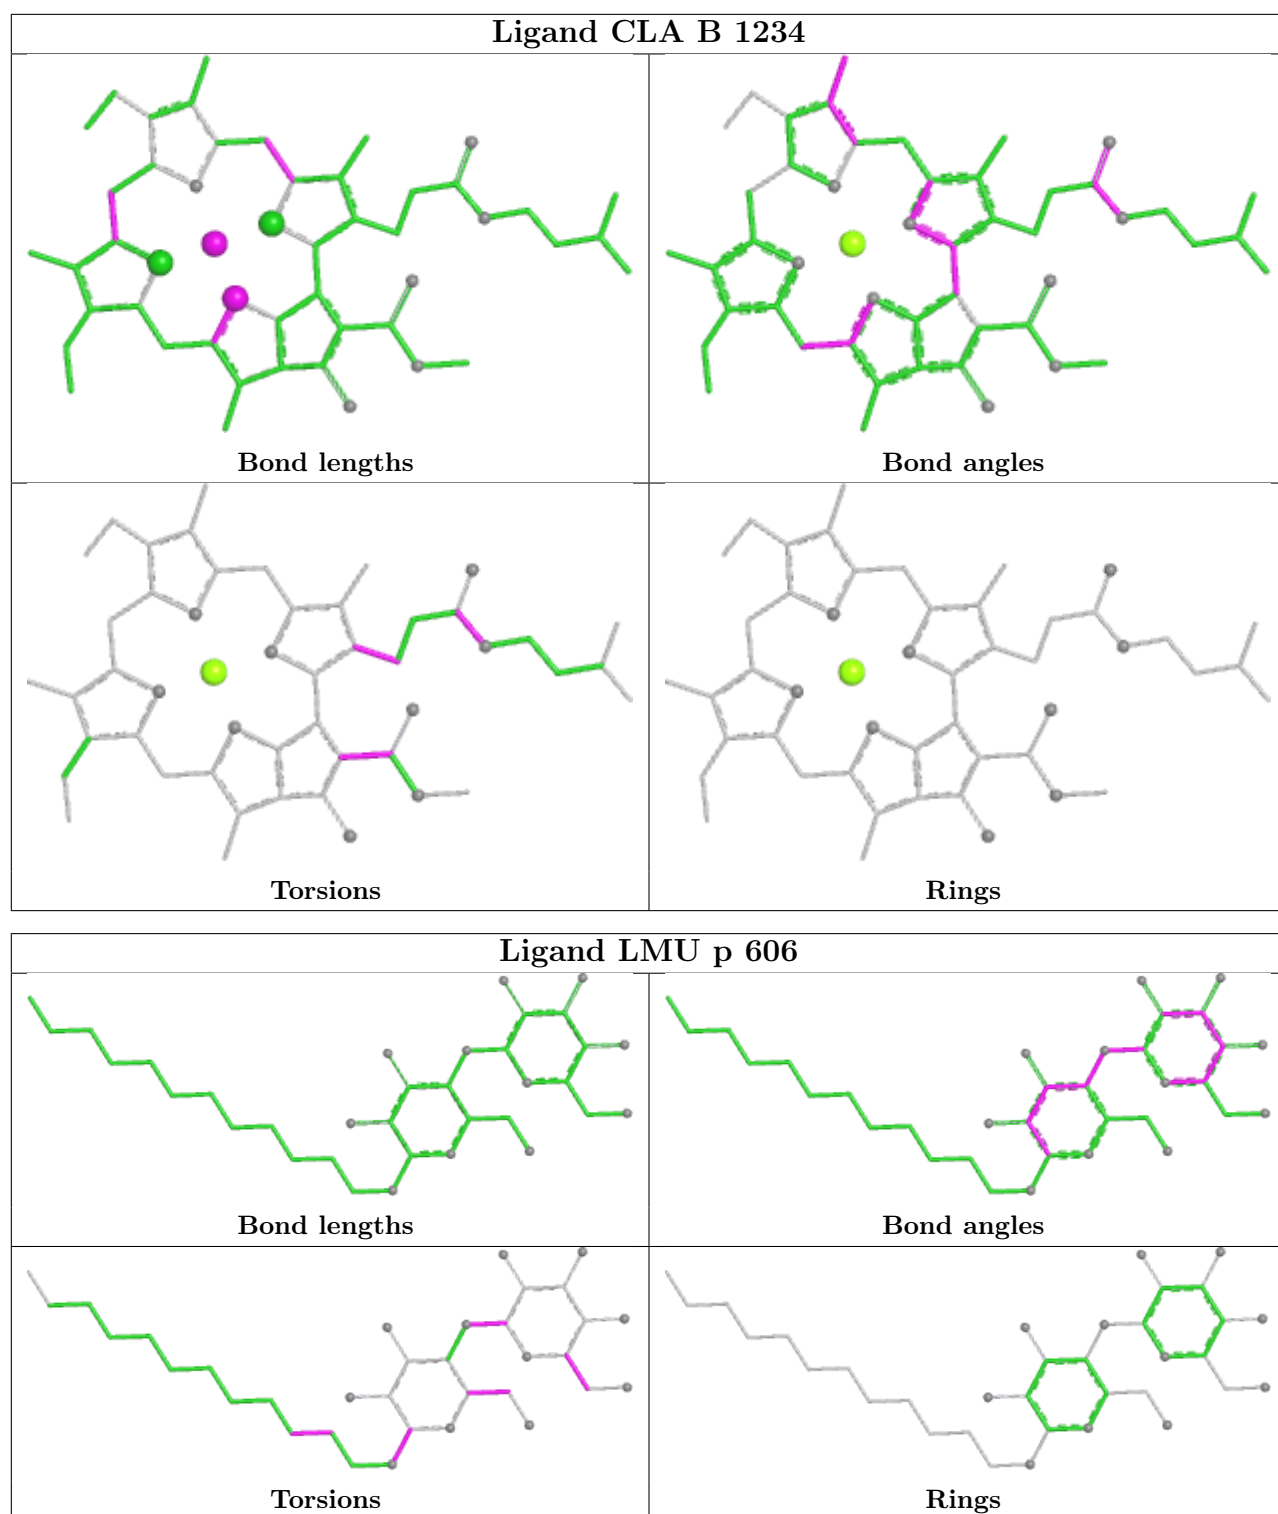 Ligand CLA B 1234
Bond lengths
Bond angles
Torsions
Rings
Ligand LMU p 606
Bond lengths
Bond angles
Torsions
Rings